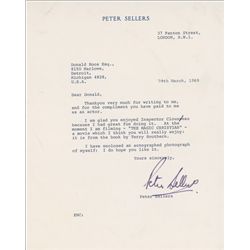 PETER SELLERS
37 Panton Street,
LONDON, S.W.1.
Donald Roos Esq.,
8150 Marlowe,
Detroit,
Michigan 4828,
U.S.A.
19th March, 1969
Dear Donald,
Thankyou very much for writing to me, and
for the compliment you have paid to me
as an actor.
I am glad you enjoyed Inspector Clouseau
because I had great fun doing it. At the
moment I am filming - "THE MAGIC CHRISTIAN" -
a movie which I think you will really enjoy:
it is from the book by Terry Southern.
I have enclosed an autographed photograph
of myself: I do hope you like it.
Yours sincerely,
Peter Sellers
Peter Sellers
ENC: